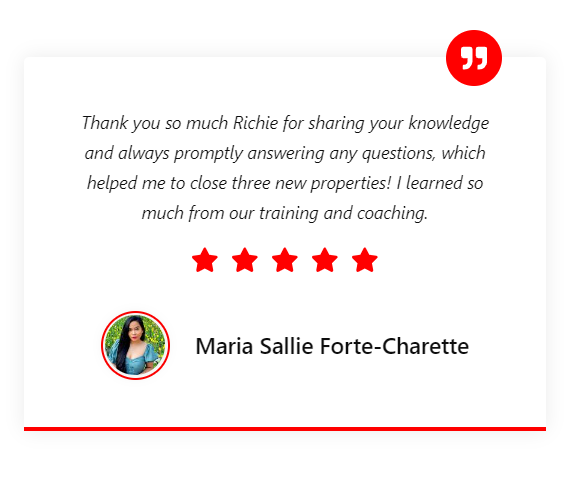 Thank you so much Richie for sharing your knowledge
and always promptly answering any questions, which
helped me to close three new properties! I learned so
much from our training and coaching.
Maria Sallie Forte-Charette